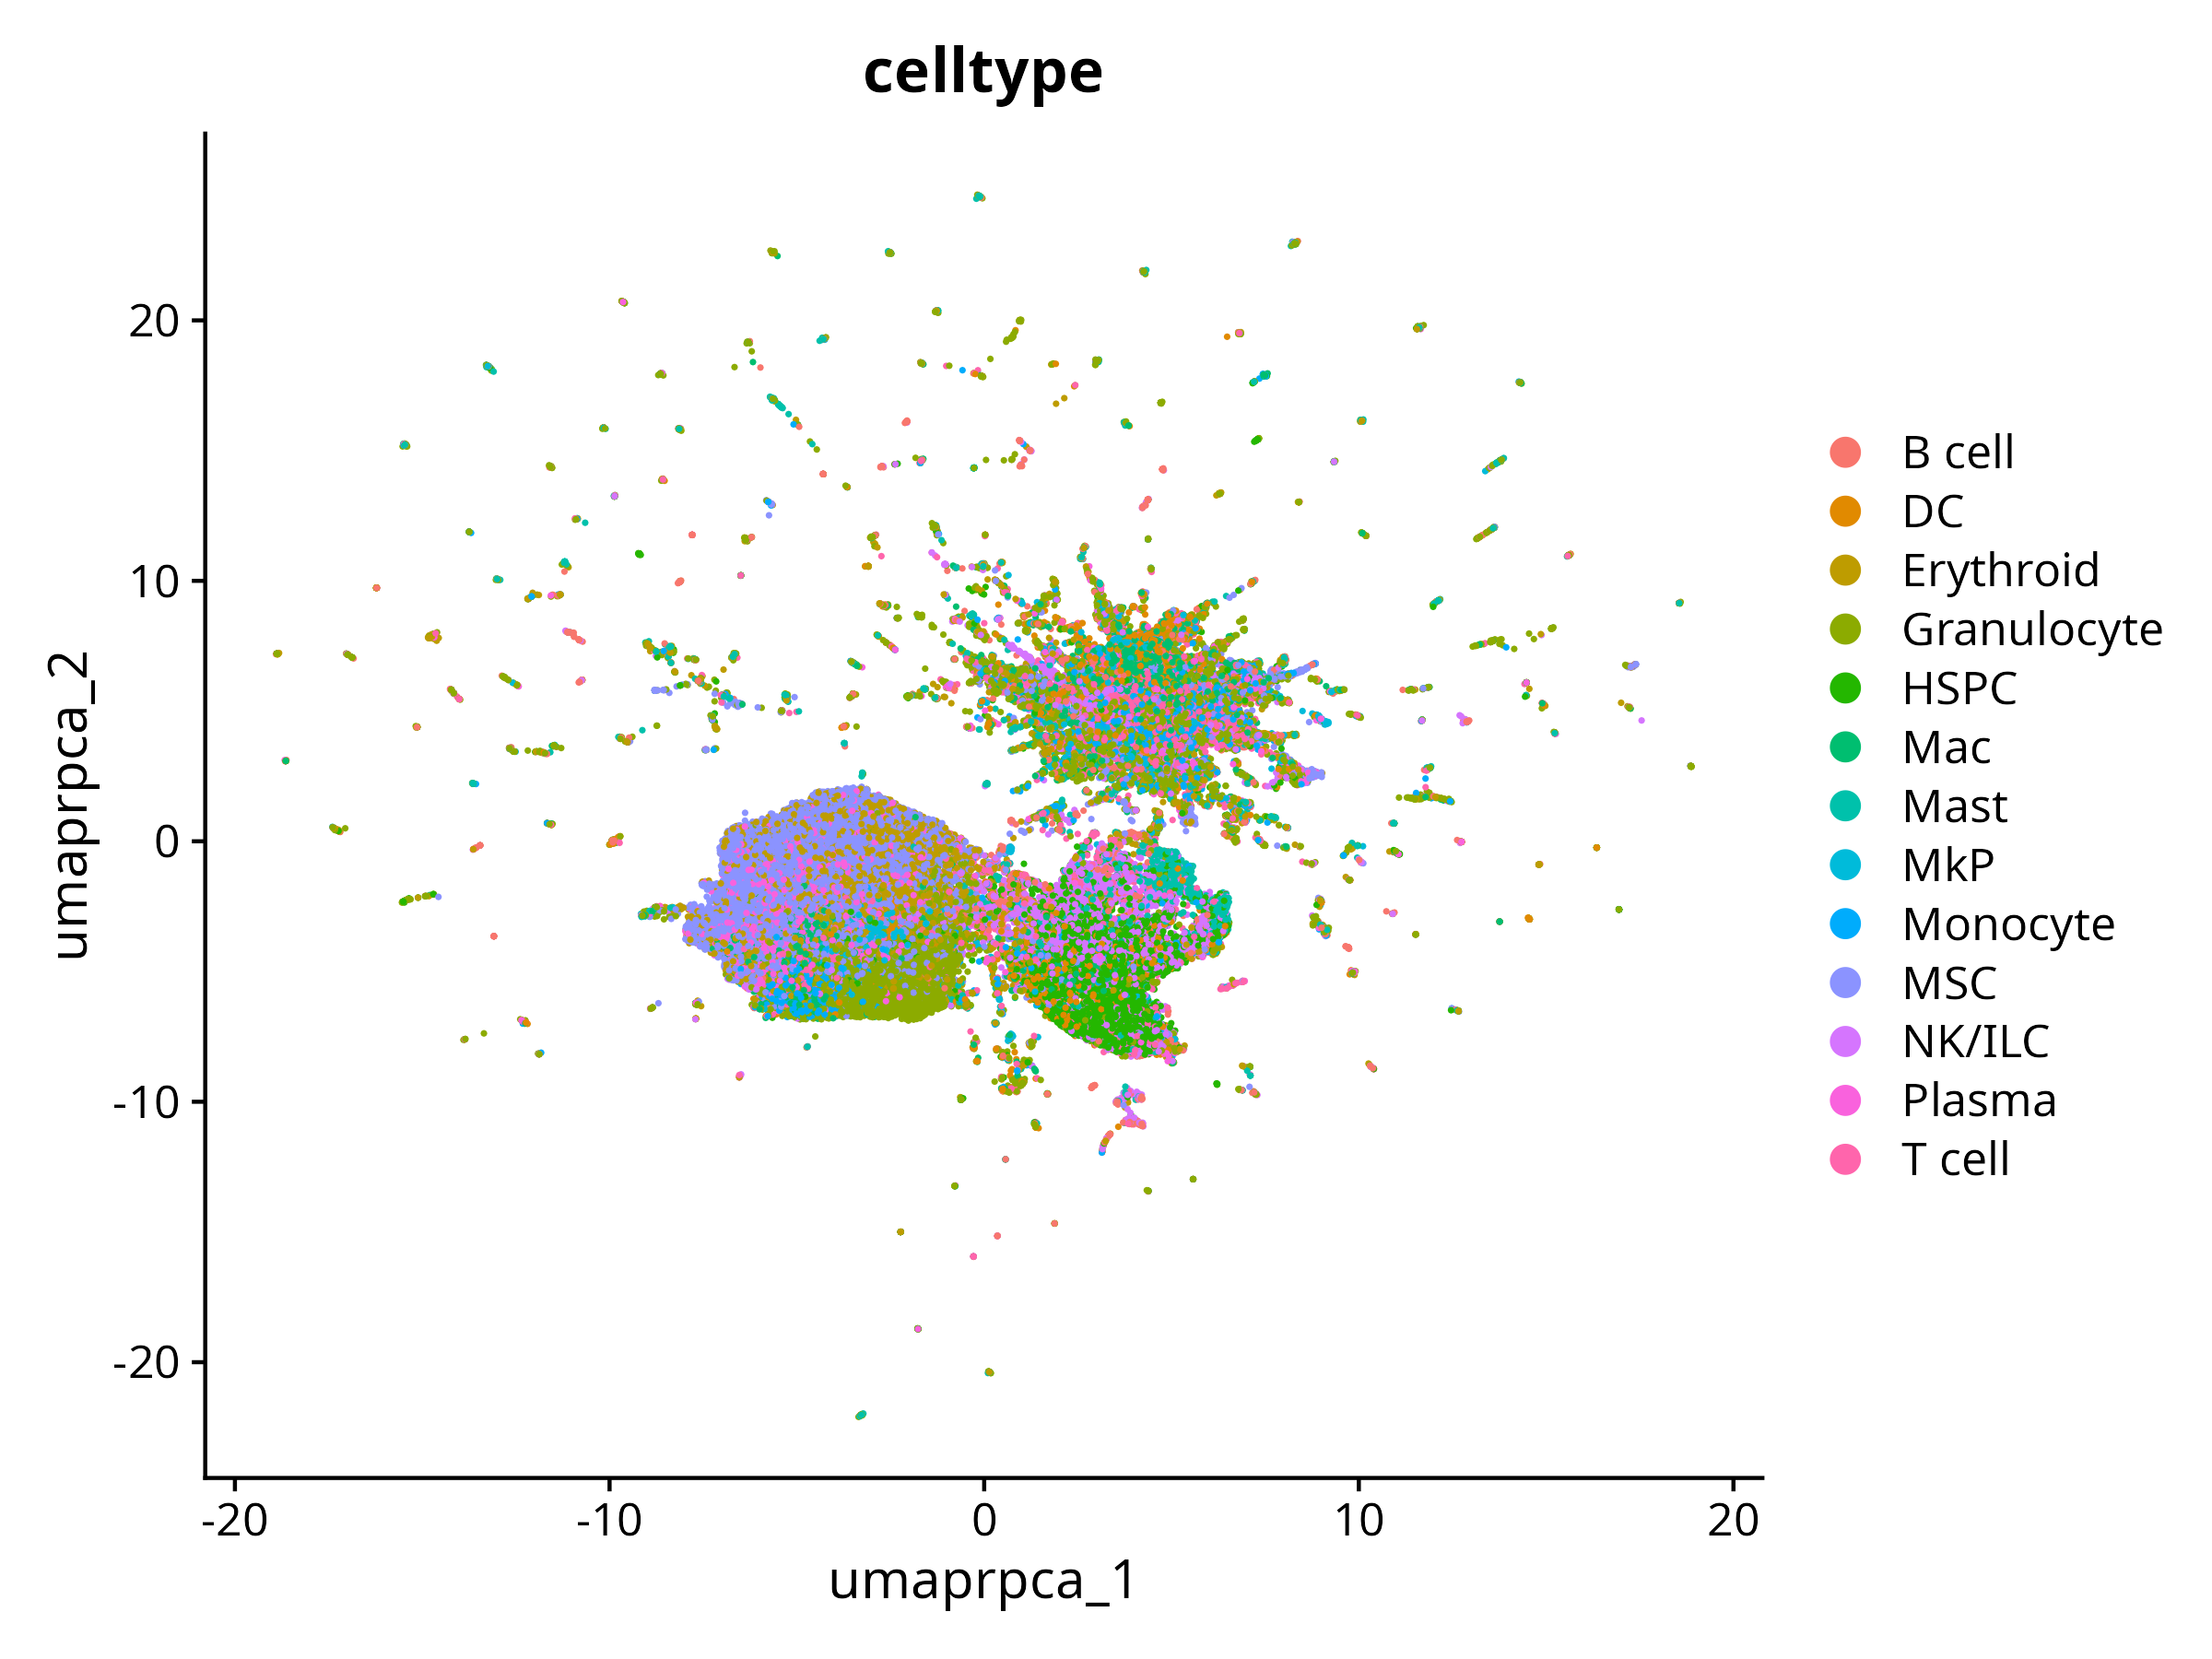 celltype
umaprpca_2
20
10
0
-10
-20
-20
-10
0
10
20
umaprpca_1
B cell
DC
Erythroid
Granulocyte
HSPC
Mac
Mast
MkP
Monocyte
MSC
NK/ILC
Plasma
T cell